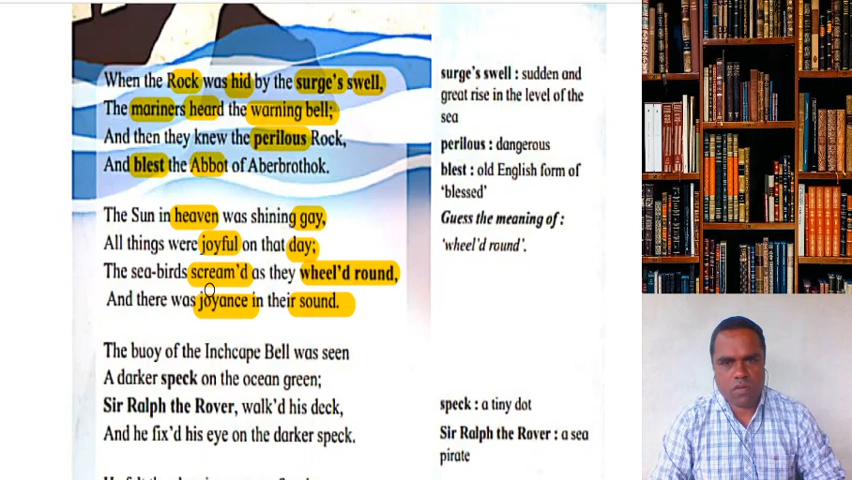 When the Rock was hid by the surge's swell,
The mariners heard the warning bell;
And then they knew the perilous Rock,
And blest the Abbot of Aberbrothok.
The Sun in heaven was shining gay,
All things were joyful on that day;
The sea-birds scream'd as they wheel'd round,
And there was joyance in their sound.
The buoy of the Inchcape Bell was seen
A darker speck on the ocean green;
Sir Ralph the Rover, walk'd his deck,
And he fix'd his eye on the darker speck.
surge's swell : sudden and
great rise in the level of the
sea
perilous : dangerous
blest : old English form of
'blessed'
Guess the meaning of :
'wheel'd round'.
speck : a tiny dot
Sir Ralph the Rover : a sea
pirate